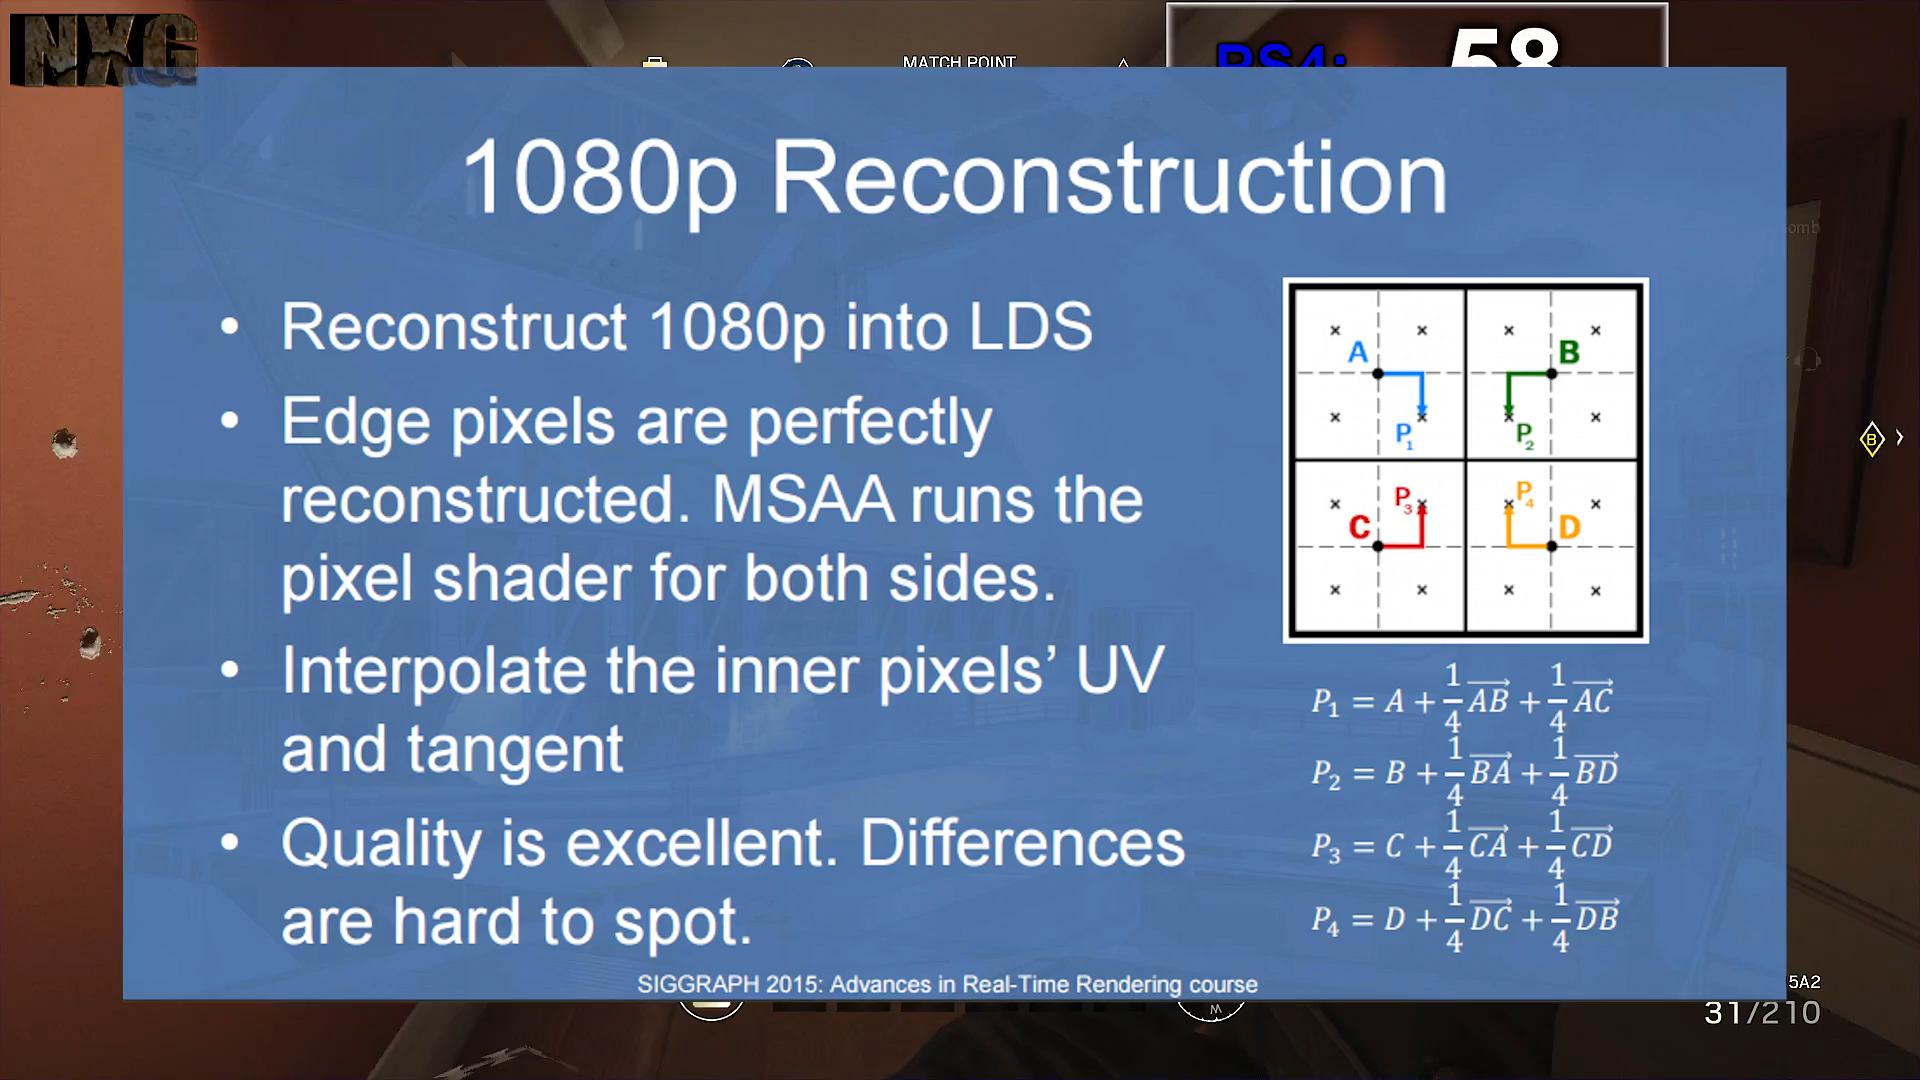 NXG
MATCH POINT
PS4: 58
1080p Reconstruction
• Reconstruct 1080p into LDS
• Edge pixels are perfectly
reconstructed. MSAA runs the
pixel shader for both sides.
• Interpolate the inner pixels’ UV
and tangent
• Quality is excellent. Differences
are hard to spot.
A
B
P₁
P₂
P₃
P₄
C
D
P₁ = A + 1/4 AB→ + 1/4 AC→
P₂ = B + 1/4 BA→ + 1/4 BD→
P₃ = C + 1/4 CA→ + 1/4 CD→
P₄ = D + 1/4 DC→ + 1/4 DB→
SIGGRAPH 2015: Advances in Real-Time Rendering course
omb
B
5A2
31/210